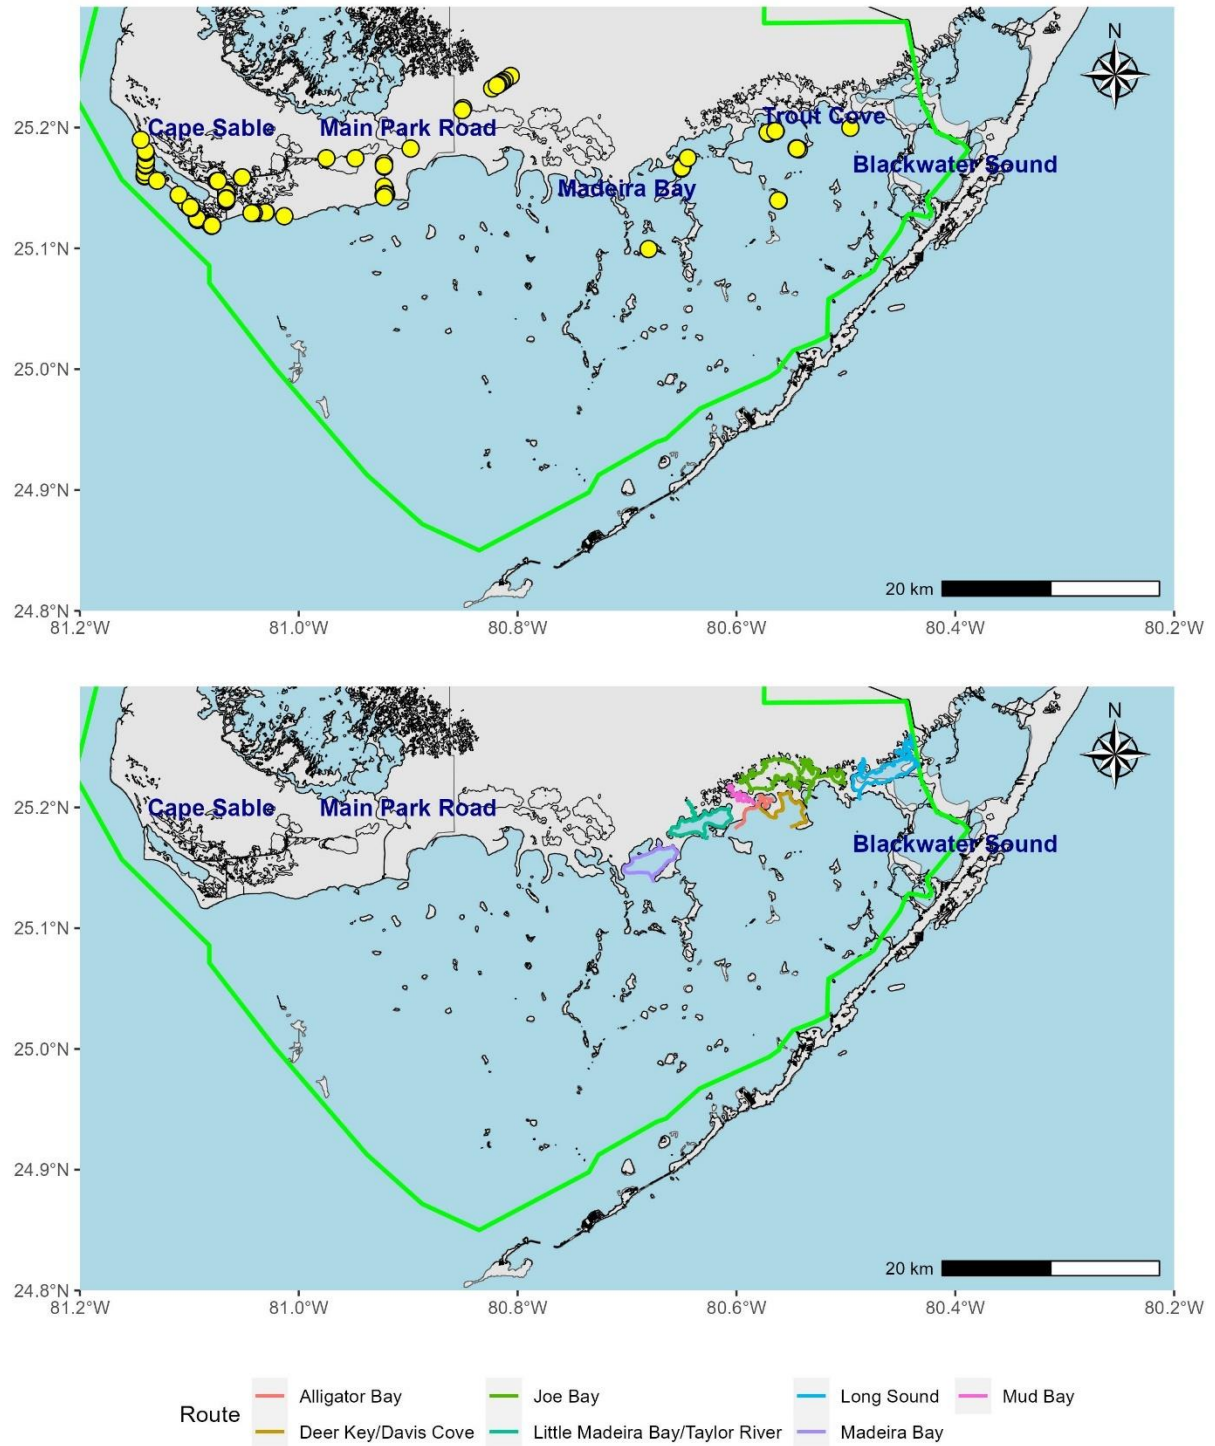 N
25.2°N
Cape Sable
Main Park Road
Trout Cove
Blackwater Sound
Madeira Bay
25.1°N
25.0°N
24.9°N
24.8°N
20 km
81.2°W 81.0°W 80.8°W 80.6°W 80.4°W 80.2°W
N
25.2°N
Cape Sable
Main Park Road
Blackwater Sound
25.1°N
25.0°N
24.9°N
24.8°N
20 km
81.2°W 81.0°W 80.8°W 80.6°W 80.4°W 80.2°W
Route
Alligator Bay Joe Bay Long Sound Mud Bay
Deer Key/Davis Cove Little Madeira Bay/Taylor River Madeira Bay